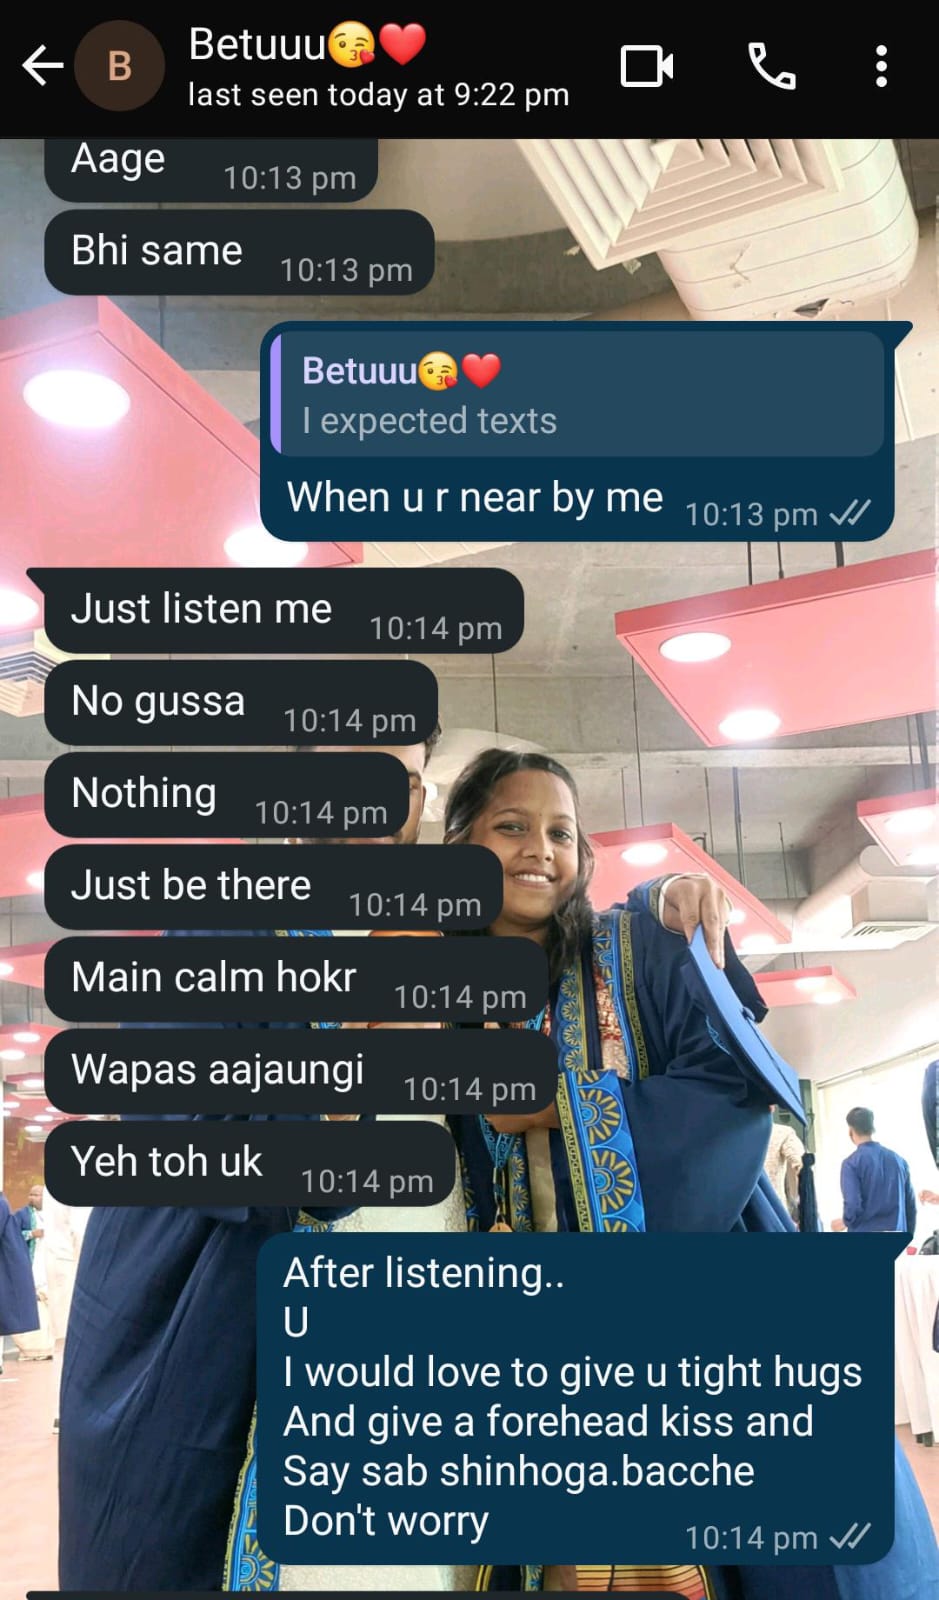 B
Betuuu😘❤️
last seen today at 9:22 pm
Aage
10:13 pm
Bhi same
10:13 pm
Betuuu😘❤️
I expected texts
When u r near by me
10:13 pm
Just listen me
10:14 pm
No gussa
10:14 pm
Nothing
10:14 pm
Just be there
10:14 pm
Main calm hokr
10:14 pm
Wapas aajaungi
10:14 pm
Yeh toh uk
10:14 pm
After listening..
U
I would love to give u tight hugs
And give a forehead kiss and
Say sab shinhoga.bacche
Don't worry
10:14 pm